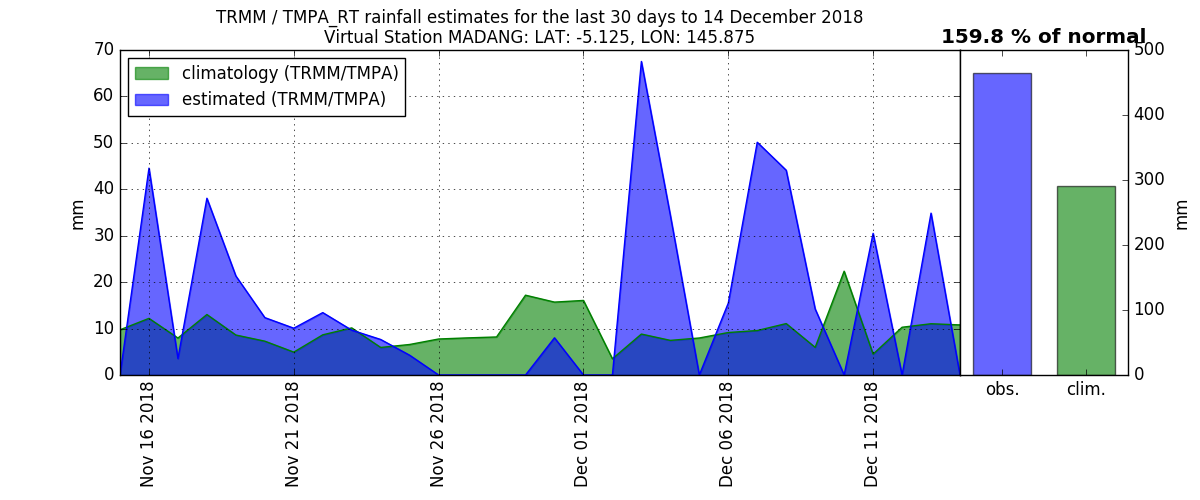 TRMM / TMPA_RT rainfall estimates for the last 30 days to 14 December 2018
Virtual Station MADANG: LAT: -5.125, LON: 145.875
159.8 % of normal
climatology (TRMM/TMPA)
estimated (TRMM/TMPA)
mm
70
60
50
40
30
20
10
0
Nov 16 2018
Nov 21 2018
Nov 26 2018
Dec 01 2018
Dec 06 2018
Dec 11 2018
500
400
300
200
100
0
mm
obs.
clim.